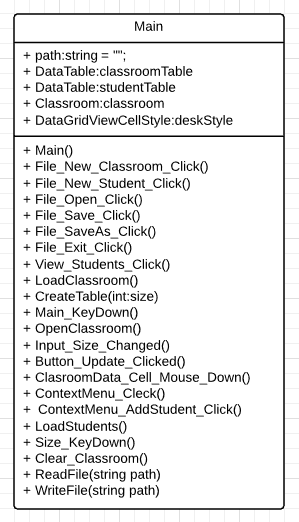 Main
+ path:string = "";
+ DataTable:classroomTable
+ DataTable:studentTable
+ Classroom:classroom
+ DataGridViewCellStyle:deskStyle
+ Main()
+ File_New_Classroom_Click()
+ File_New_Student_Click()
+ File_Open_Click()
+ File_Save_Click()
+ File_SaveAs_Click()
+ File_Exit_Click()
+ View_Students_Click()
+ LoadClassroom()
+ CreateTable(int:size)
+ Main_KeyDown()
+ OpenClassroom()
+ Input_Size_Changed()
+ Button_Update_Clicked()
+ ClasroomData_Cell_Mouse_Down()
+ ContextMenu_Cleck()
+ ContextMenu_AddStudent_Click()
+ LoadStudents()
+ Size_KeyDown()
+ Clear_Classroom()
+ ReadFile(string path)
+ WriteFile(string path)